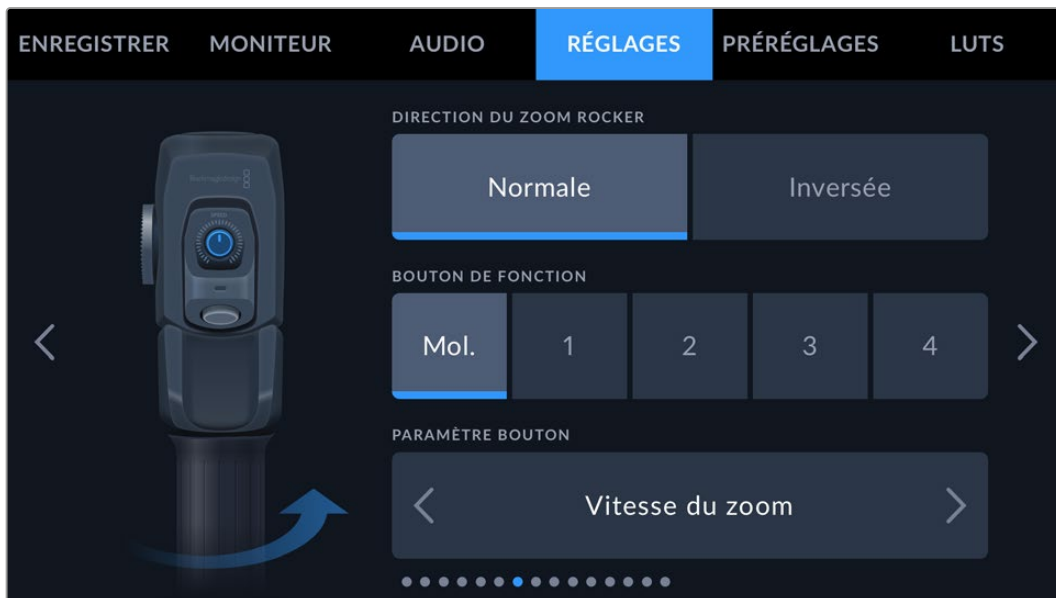 ENREGISTRER MONITEUR AUDIO RÉGLAGES PRÉRÉGLAGES LUTS
DIRECTION DU ZOOM ROCKER
Normale Inversée
BOUTON DE FONCTION
Mol. 1 2 3 4
PARAMÈTRE BOUTON
Vitesse du zoom